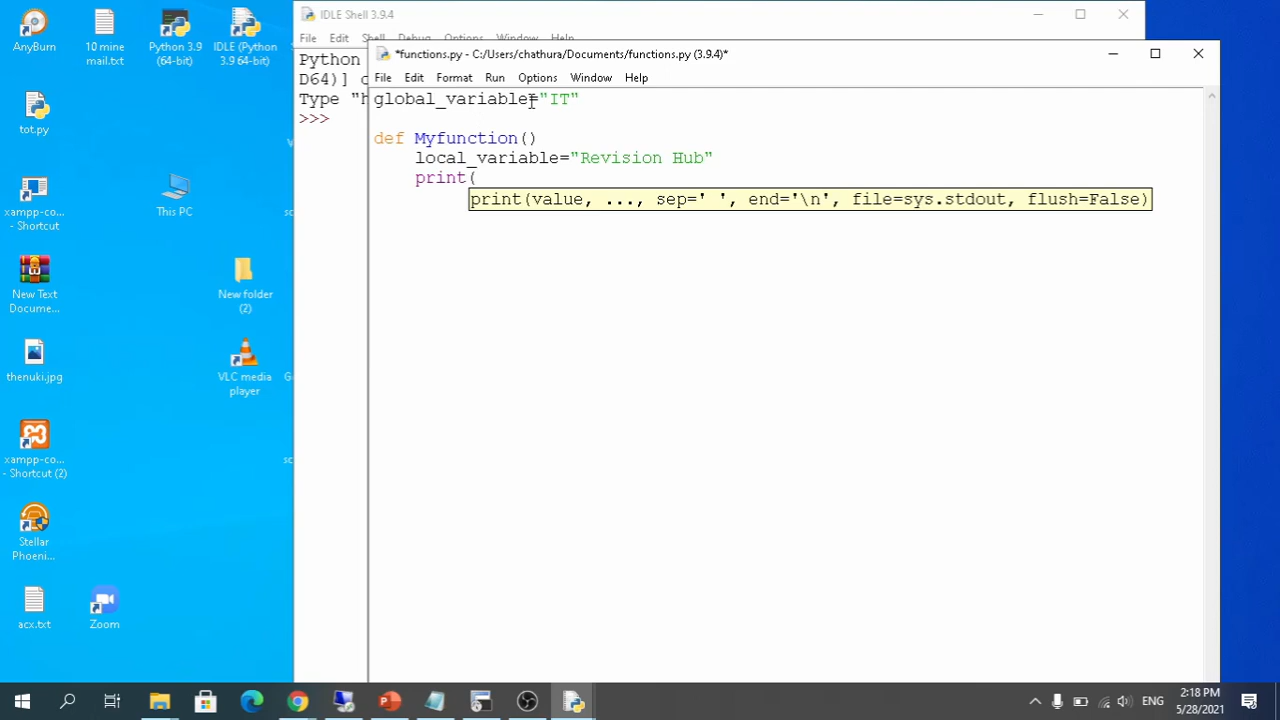 AnyBurn
10 mine
mail.txt
Python 3.9
(64-bit)
IDLE (Python
3.9 64-bit)
tot.py
xampp-co...
- Shortcut
This PC
New Text
Docume...
New folder
(2)
thenuki.jpg
VLC media
player
xampp-co...
- Shortcut (2)
Stellar
Phoeni...
acx.txt
Zoom
IDLE Shell 3.9.4
File Edit Shell Debug Options Window Help
Python
D64)] 
Type "h
>>>
*functions.py - C:/Users/chathura/Documents/functions.py (3.9.4)*
File Edit Format Run Options Window Help
global_variable="IT"
def Myfunction()
local_variable="Revision Hub"
print(
print(value, ..., sep=' ', end='\n', file=sys.stdout, flush=False)
ENG
2:18 PM
5/28/2021